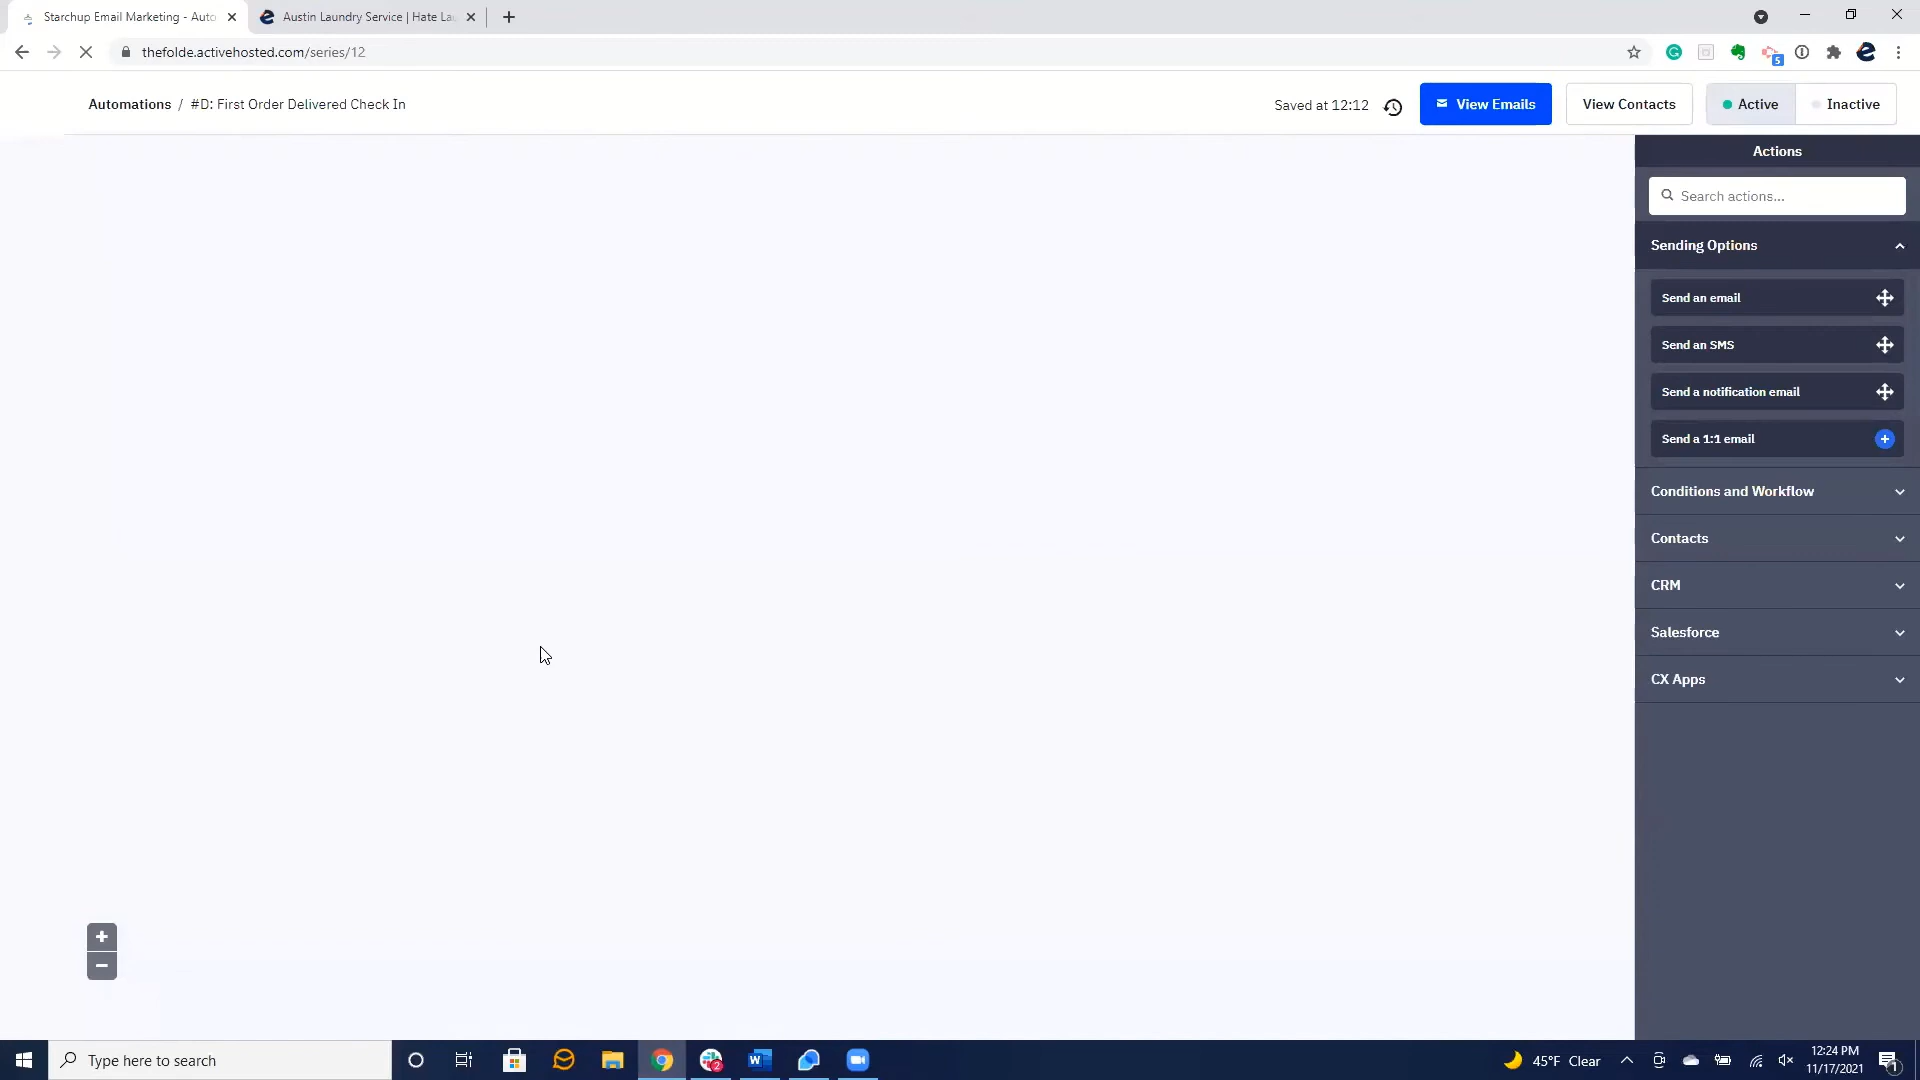 Starchup Email Marketing - Auto
Austin Laundry Service | Hate La
thefolde.activehosted.com/series/12
5
Automations / #D: First Order Delivered Check In
Saved at 12:12
View Emails
View Contacts
Active
Inactive
Actions
Search actions...
Sending Options
Send an email
Send an SMS
Send a notification email
Send a 1:1 email
Conditions and Workflow
Contacts
CRM
Salesforce
CX Apps
Type here to search
2
45°F Clear
12:24 PM
11/17/2021
1